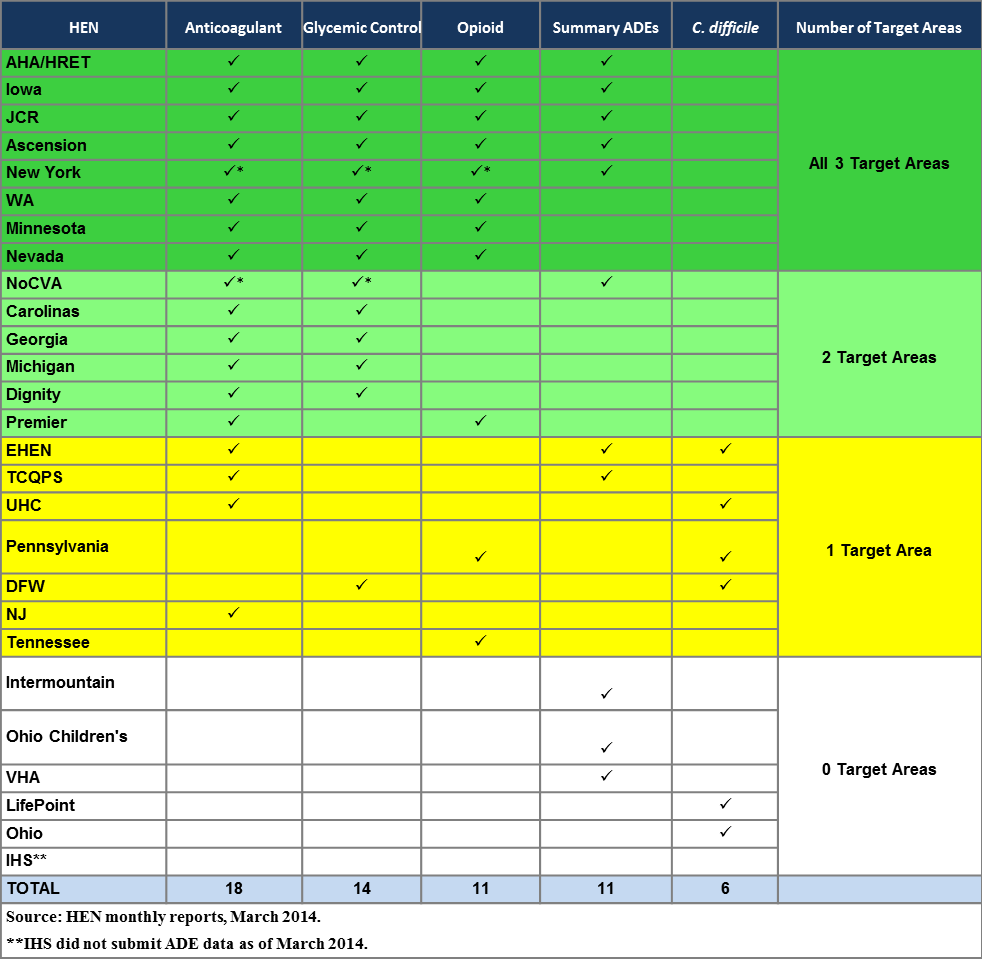 HEN Anticoagulant Glycemic Control Opioid Summary ADEs C. difficile Number of Target Areas
AHA/HRET ✓ ✓ ✓ ✓
Iowa ✓ ✓ ✓ ✓
JCR ✓ ✓ ✓ ✓
Ascension ✓ ✓ ✓ ✓
All 3 Target Areas
New York ✓* ✓* ✓* ✓
WA ✓ ✓ ✓
Minnesota ✓ ✓ ✓
Nevada ✓ ✓ ✓
NoCVA ✓* ✓* ✓
Carolinas ✓ ✓
Georgia ✓ ✓
2 Target Areas
Michigan ✓ ✓
Dignity ✓ ✓
Premier ✓ ✓
EHEN ✓ ✓ ✓
TCQPS ✓ ✓
UHC ✓ ✓
Pennsylvania ✓ ✓
1 Target Area
DFW ✓ ✓
NJ ✓
Tennessee ✓
Intermountain ✓
Ohio Children's ✓
0 Target Areas
VHA ✓
LifePoint ✓
Ohio ✓
IHS**
TOTAL 18 14 11 11 6
Source: HEN monthly reports, March 2014.
**IHS did not submit ADE data as of March 2014.